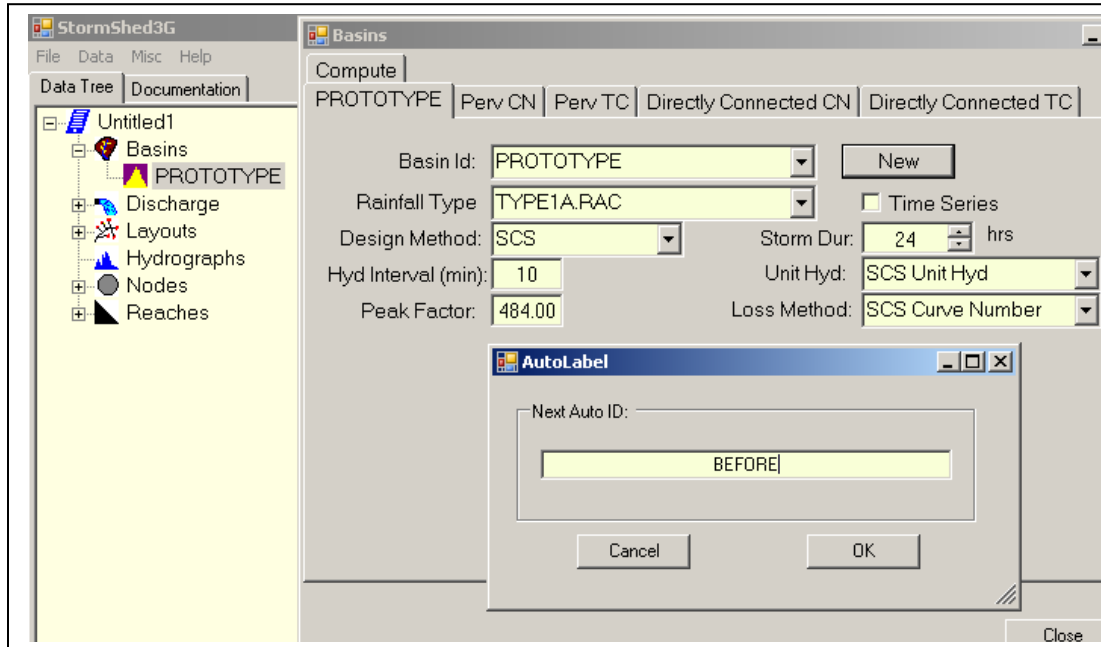 StormShed3G
File Data Misc Help
Data Tree Documentation
Untitled1
Basins
PROTOTYPE
Discharge
Layouts
Hydrographs
Nodes
Reaches
Basins
Compute
PROTOTYPE Perv CN Perv TC Directly Connected CN Directly Connected TC
Basin Id: PROTOTYPE New
Rainfall Type TYPE1A.RAC Time Series
Design Method: SCS Storm Dur: 24 hrs
Hyd Interval (min): 10 Unit Hyd: SCS Unit Hyd
Peak Factor: 484.00 Loss Method: SCS Curve Number
AutoLabel
Next Auto ID:
BEFORE
Cancel OK
Close